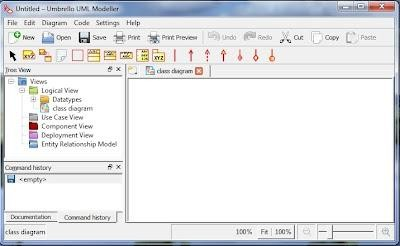 Untitled – Umbrello UML Modeller
File Edit Diagram Code Settings Help
New Open Save Print Print Preview Undo Redo Cut Copy Paste
XYZ
XYZ
Tree View
class diagram
Views
Logical View
Datatypes
class diagram
Use Case View
Component View
Deployment View
Entity Relationship Model
Command history
<empty>
Documentation Command history
class diagram 100% Fit 100%